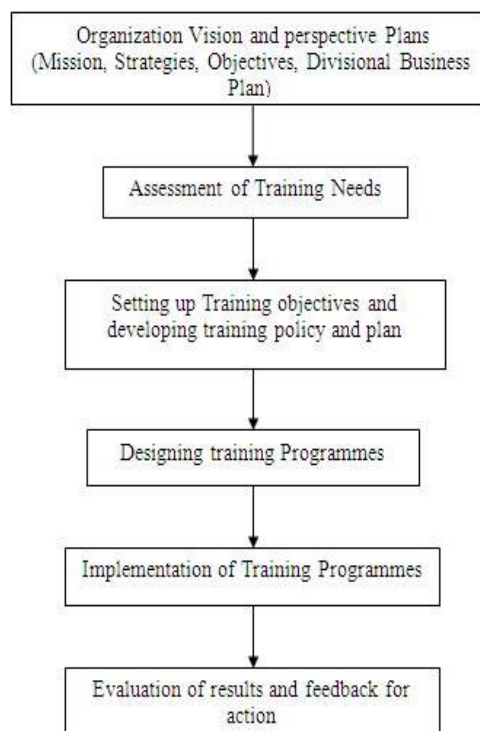 Organization Vision and perspective Plans
(Mission, Strategies, Objectives, Divisional Business
Plan)
Assessment of Training Needs
Setting up Training objectives and
developing training policy and plan
Designing training Programmes
Implementation of Training Programmes
Evaluation of results and feedback for
action